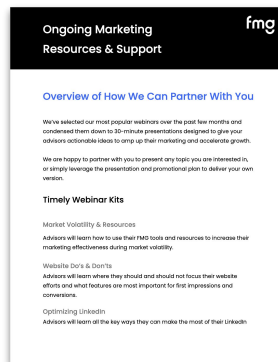 Ongoing Marketing
Resources & Support
fmg
Overview of How We Can Partner With You
We've selected our most popular webinars over the past few months and
condensed them down to 30-minute presentations designed to give your
advisors actionable ideas to amp up their marketing and accelerate growth.
We are happy to partner with you to present any topic you are interested in,
or simply leverage the presentation and promotional plan to deliver your own
version.
Timely Webinar Kits
Market Volatility & Resources
Advisors will learn how to use their FMG tools and resources to increase their
marketing effectiveness during market volatility.
Website Do's & Don'ts
Advisors will learn where they should and should not focus their website
efforts and what features are most important for first impressions and
conversions.
Optimizing LinkedIn
Advisors will learn all the key ways they can make the most of their LinkedIn